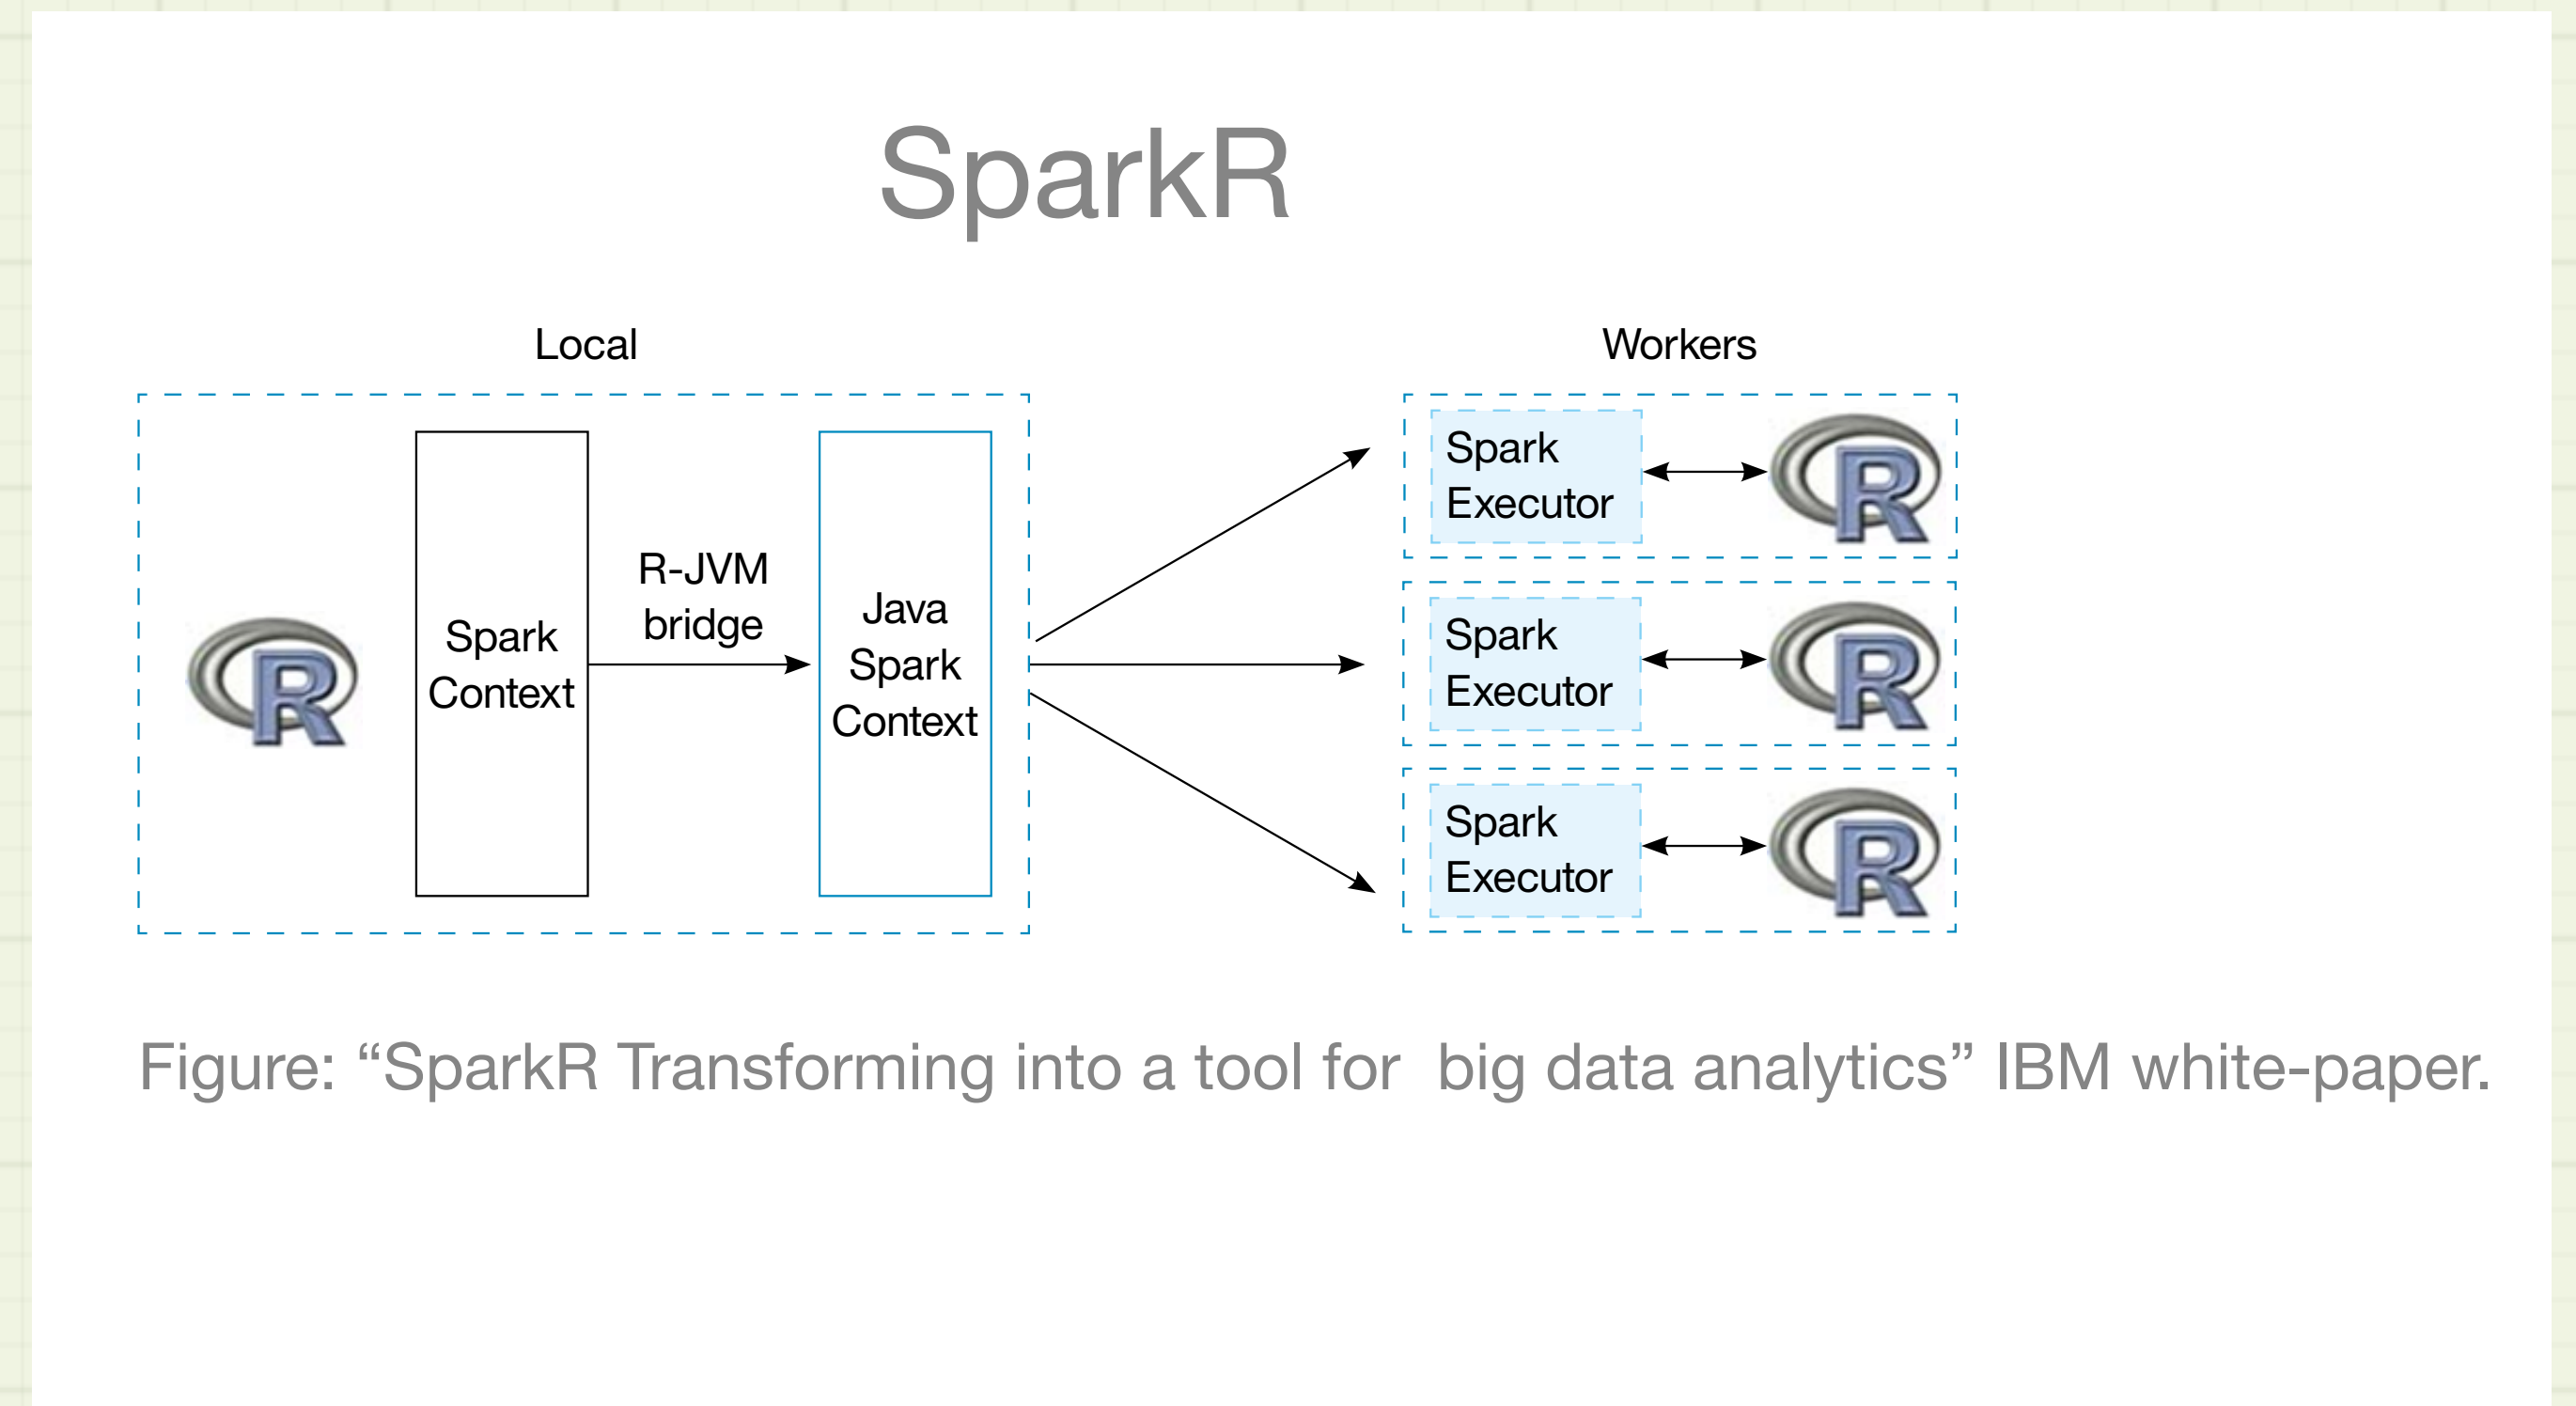 SparkR
Local
R
Spark
Context
R-JVM
bridge
Java
Spark
Context
Workers
Spark
Executor
R
Spark
Executor
R
Spark
Executor
R
Figure: “SparkR Transforming into a tool for  big data analytics” IBM white-paper.